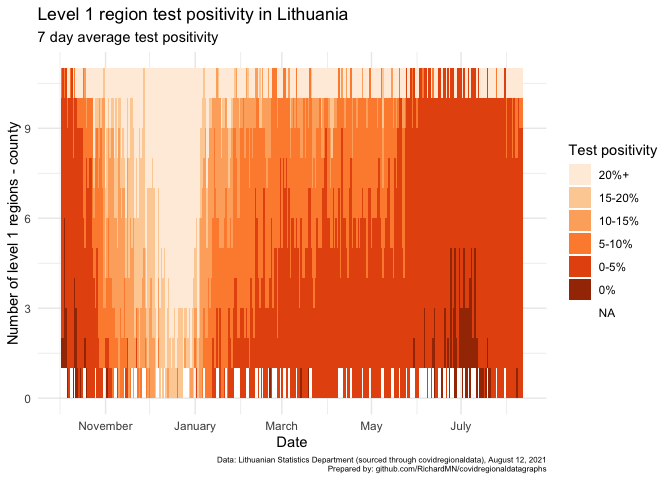 Level 1 region test positivity in Lithuania
7 day average test positivity
Number of level 1 regions - county
9
6
3
0
November
January
March
May
July
Date
Test positivity
20%+
15-20%
10-15%
5-10%
0-5%
0%
NA
Data: Lithuanian Statistics Department (sourced through covidregionaldata), August 12, 2021
Prepared by: github.com/RichardMN/covidregionaldatagraphs